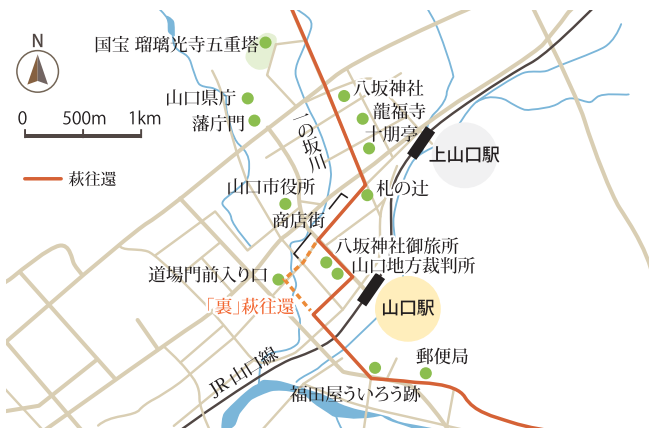 国宝 瑠璃光寺五重塔
N
山口県庁
0 500m 1km
藩庁門
萩往還
八坂神社
龍福寺
十朋亭
一の坂川
上山口駅
山口市役所
札の辻
商店街
八坂神社御旅所
山口地方裁判所
道場門前入り口
「裏」萩往還
山口駅
JR山口線
郵便局
福田屋ういろう跡